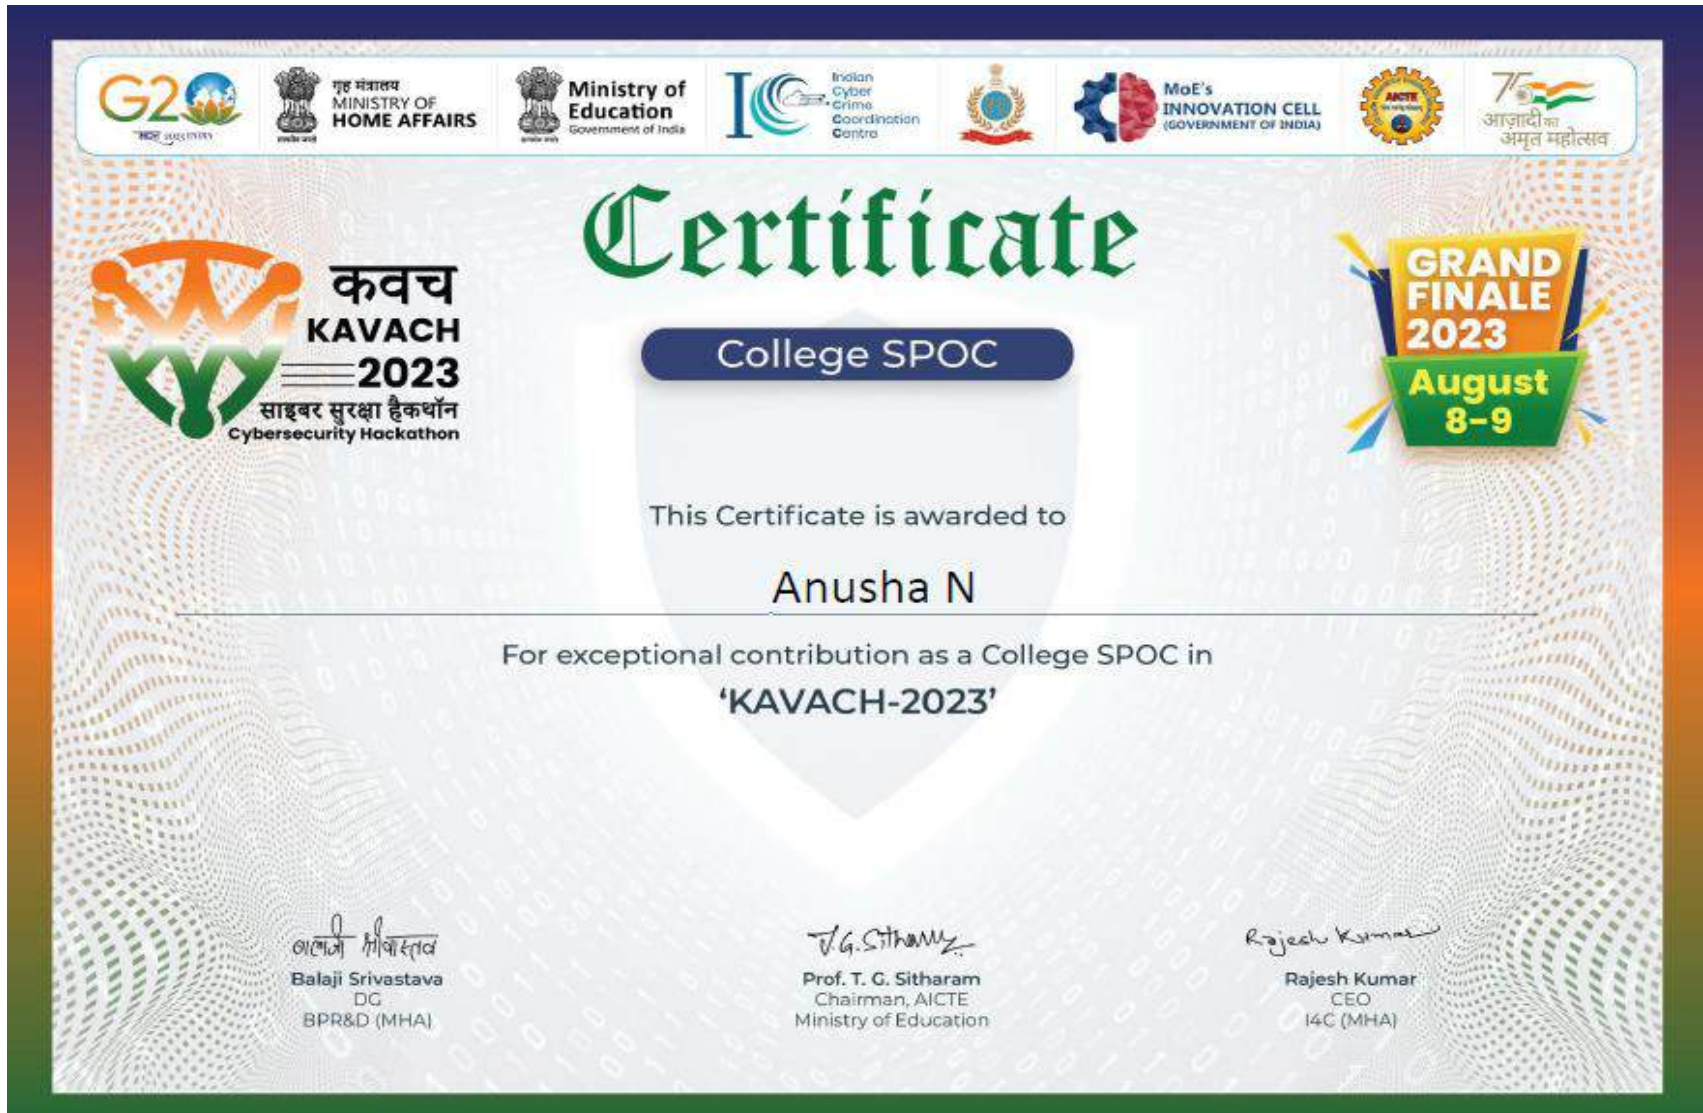 G20
गृह मंत्रालय
MINISTRY OF
HOME AFFAIRS
Ministry of
Education
Government of India
Indian
Cyber
Crime
Coordination
Centre
MoE's
INNOVATION CELL
(GOVERNMENT OF INDIA)
AICTE
75
आज़ादी का
अमृत महोत्सव
Certificate
कवच
KAVACH
2023
साइबर सुरक्षा हैकथॉन
Cybersecurity Hackathon
College SPOC
GRAND
FINALE
2023
August
8-9
This Certificate is awarded to
Anusha N
For exceptional contribution as a College SPOC in
‘KAVACH-2023’
बालाजी श्रीवास्तव
Balaji Srivastava
DG
BPR&D (MHA)
T.G. Sitharam
Prof. T. G. Sitharam
Chairman, AICTE
Ministry of Education
Rajesh Kumar
Rajesh Kumar
CEO
I4C (MHA)